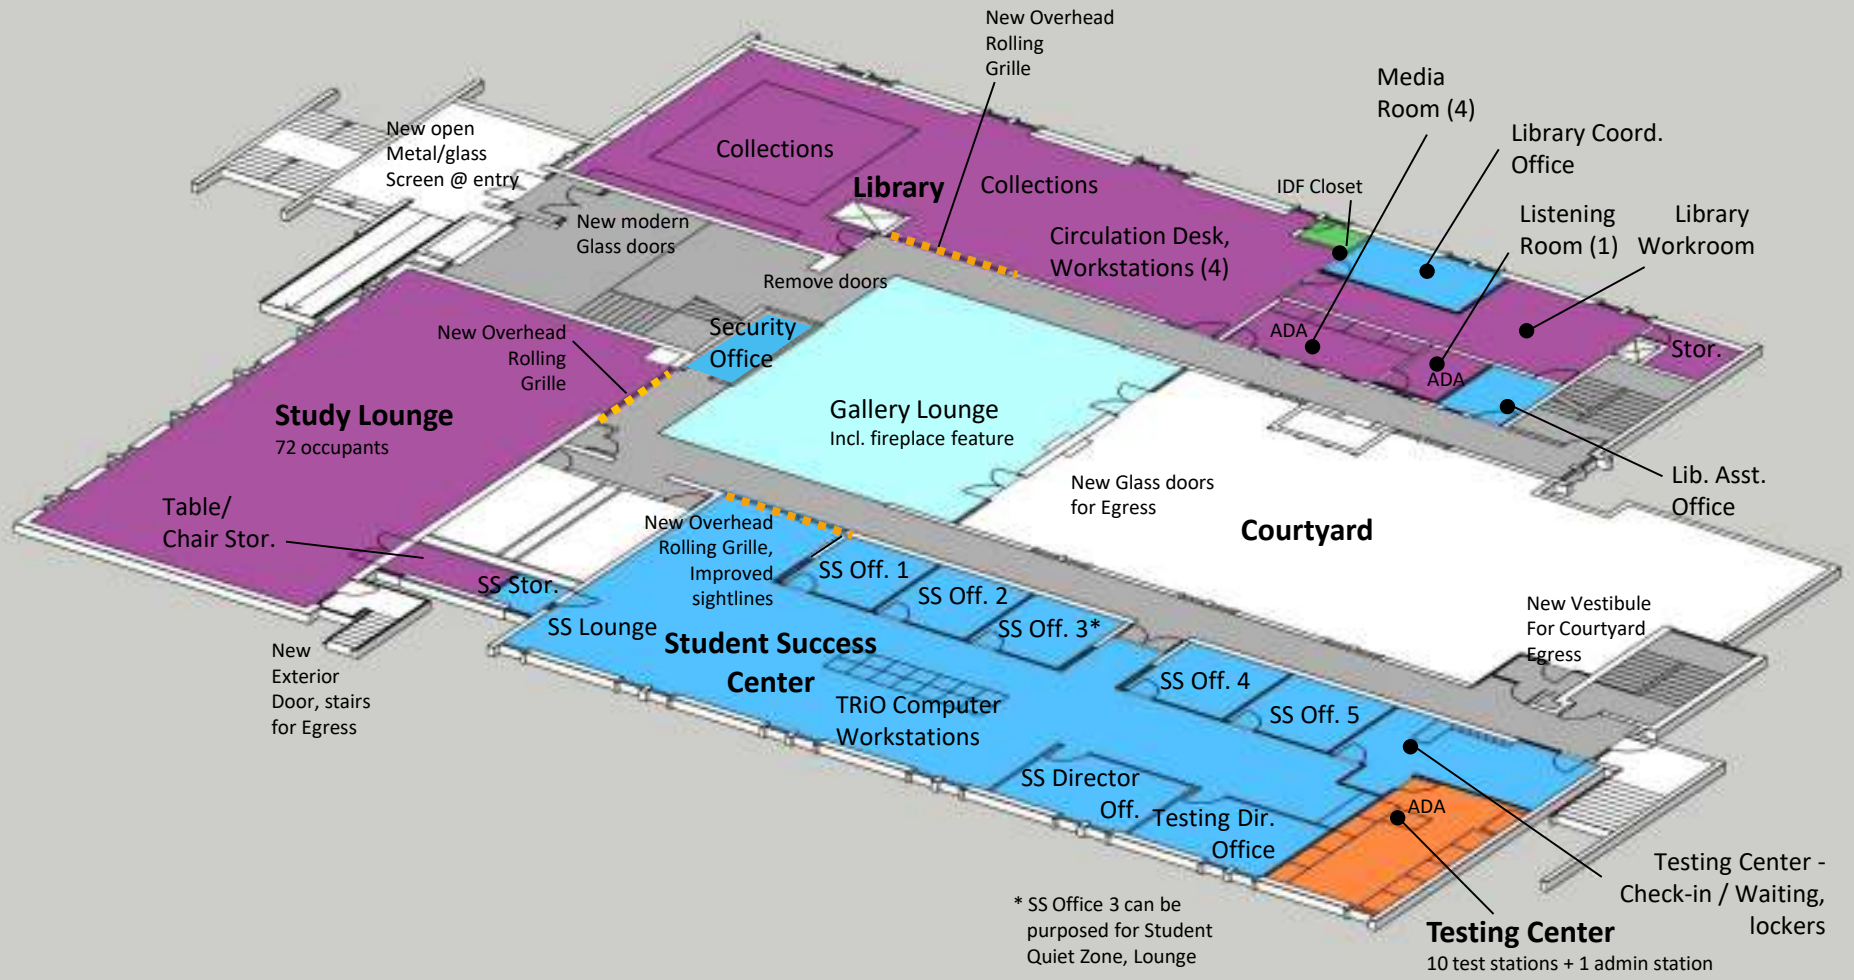 New Overhead
Rolling
Grille
Media
Room (4)
Library Coord.
Office
New open
Metal/glass
Screen @ entry
Collections
Library
Collections
IDF Closet
Listening
Room (1)
Library
Workroom
New modern
Glass doors
Circulation Desk,
Workstations (4)
Remove doors
New Overhead
Rolling
Grille
Security
Office
ADA
ADA
Stor.
Study Lounge
72 occupants
Gallery Lounge
Incl. fireplace feature
New Glass doors
for Egress
Courtyard
Lib. Asst.
Office
Table/
Chair Stor.
New Overhead
Rolling Grille,
Improved
sightlines
SS Stor.
SS Lounge
SS Off. 1
SS Off. 2
SS Off. 3*
Student Success
Center
New Vestibule
For Courtyard
Egress
New
Exterior
Door, stairs
for Egress
SS Off. 4
SS Off. 5
TRiO Computer
Workstations
SS Director
Off.
Testing Dir.
Office
ADA
Testing Center -
Check-in / Waiting,
lockers
* SS Office 3 can be
purposed for Student
Quiet Zone, Lounge
Testing Center
10 test stations + 1 admin station